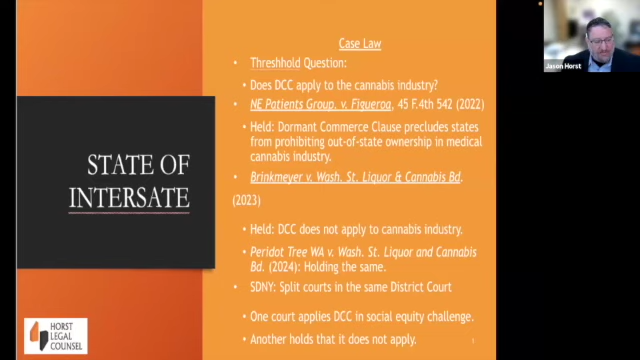 STATE OF
INTERSATE
HORST
LEGAL
COUNSEL
Case Law
• Threshhold Question:
• Does DCC apply to the cannabis industry?
• NE Patients Group. v. Figueroa, 45 F.4th 542 (2022)
• Held: Dormant Commerce Clause precludes states
from prohibiting out-of-state ownership in medical
cannabis industry.
• Brinkmeyer v. Wash. St. Liquor & Cannabis Bd.
(2023)
• Held: DCC does not apply to cannabis industry.
• Peridot Tree WA v. Wash. St. Liquor and Cannabis
Bd. (2024): Holding the same.
• SDNY: Split courts in the same District Court
• One court applies DCC in social equity challenge.
• Another holds that it does not apply.
Jason Horst